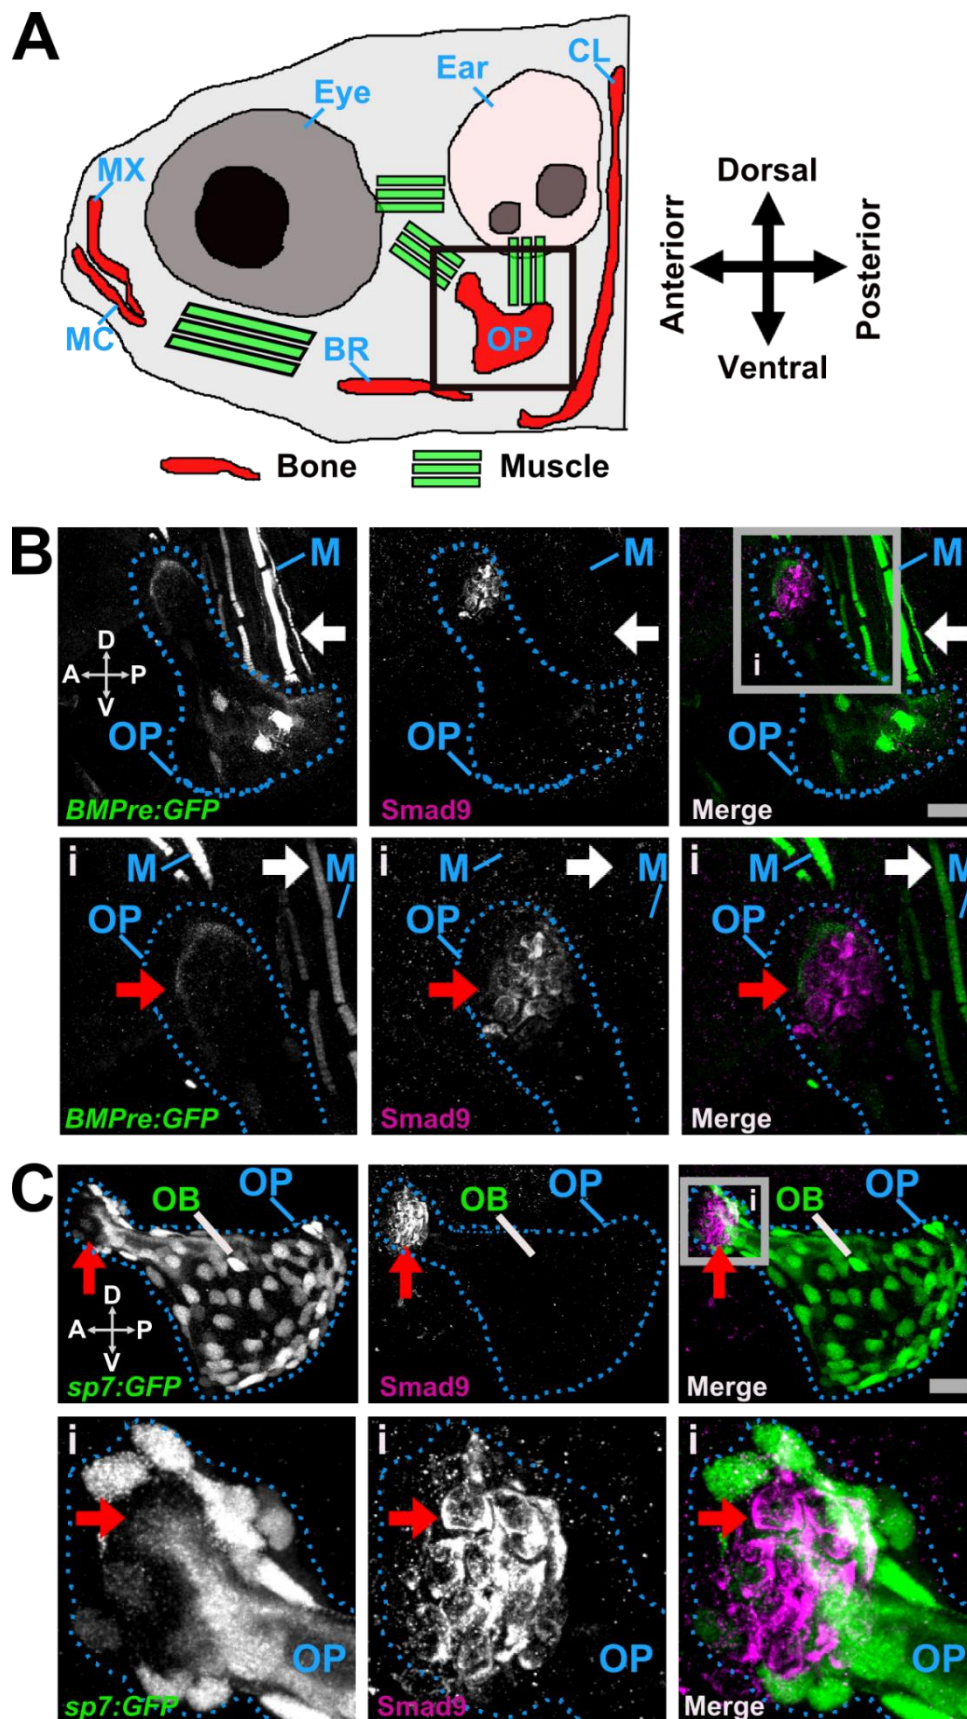 A
Eye
Ear
CL
MX
MC
BR
OP
Dorsal
Anteriorr
Posterior
Ventral
Bone
Muscle
B
M
D
A
P
V
OP
BMPre:GFP
M
OP
Smad9
M
i
OP
Merge
i
M
M
OP
BMPre:GFP
i
M
M
OP
Smad9
i
M
M
OP
Merge
C
OB
OP
D
A
P
V
sp7:GFP
OB
OP
Smad9
OB
i
OP
Merge
i
OP
sp7:GFP
i
OP
Smad9
i
OP
Merge